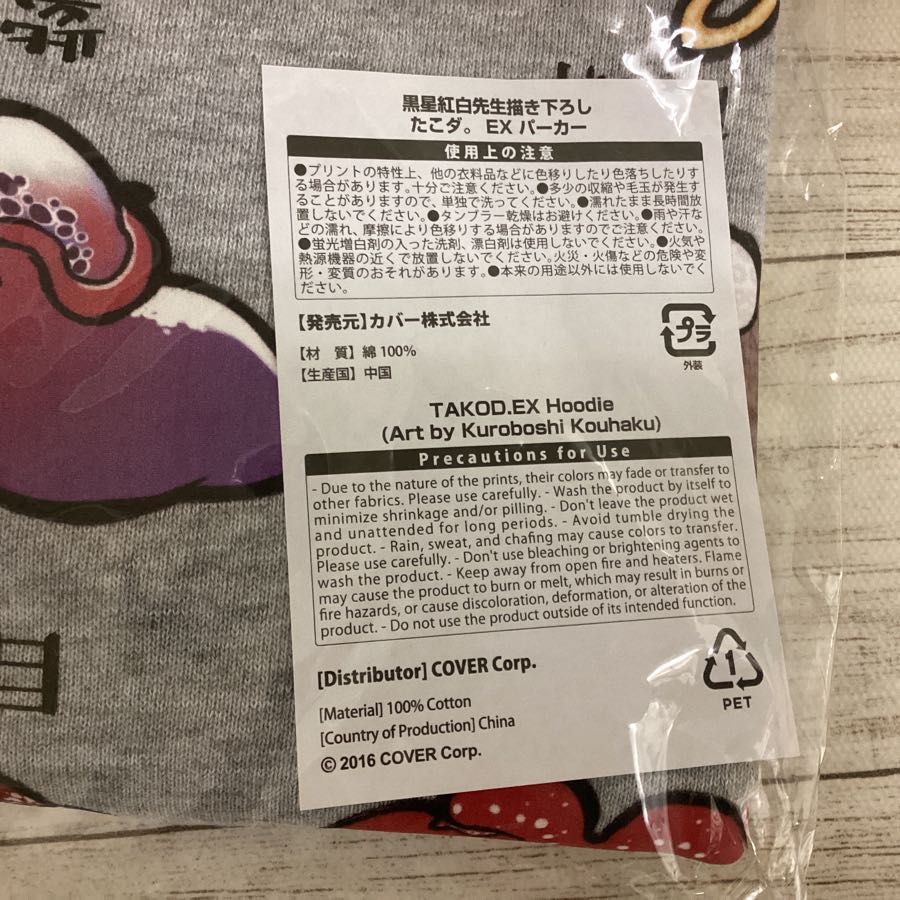 黒星紅白先生描き下ろし
たこダ。 EX パーカー
使用上の注意
●プリントの特性上、他の衣料品などに色移りしたり色落ちしたりす
る場合があります。十分ご注意ください。●多少の収縮や毛玉が発生す
ることがありますので、単独で洗ってください。●濡れたまま長時間放
置しないでください。●タンブラー乾燥はお避けください。●雨や汗な
どの濡れ、摩擦により色移りする場合がありますのでご注意ください。
●蛍光増白剤の入った洗剤、漂白剤は使用しないでください。●火気や
熱源機器の近くで放置しないでください。火災・火傷などの危険や変
形・変質のおそれがあります。●本来の用途以外には使用しないでく
ださい。
【発売元】カバー株式会社
【材　質】綿100%
【生産国】中国
プラ
外装
TAKOD.EX Hoodie
(Art by Kuroboshi Kouhaku)
Precautions for Use
- Due to the nature of the prints, their colors may fade or transfer to
other fabrics. Please use carefully. - Wash the product by itself to
minimize shrinkage and/or pilling. - Don't leave the product wet
and unattended for long periods. - Avoid tumble drying the
product. - Rain, sweat, and chafing may cause colors to transfer.
Please use carefully. - Don't use bleaching or brightening agents to
wash the product. - Keep away from open fire and heaters. Flame
may cause the product to burn or melt, which may result in burns or
fire hazards, or cause discoloration, deformation, or alteration of the
product. - Do not use the product outside of its intended function.
[Distributor] COVER Corp.
[Material] 100% Cotton
[Country of Production] China
© 2016 COVER Corp.
1
PET